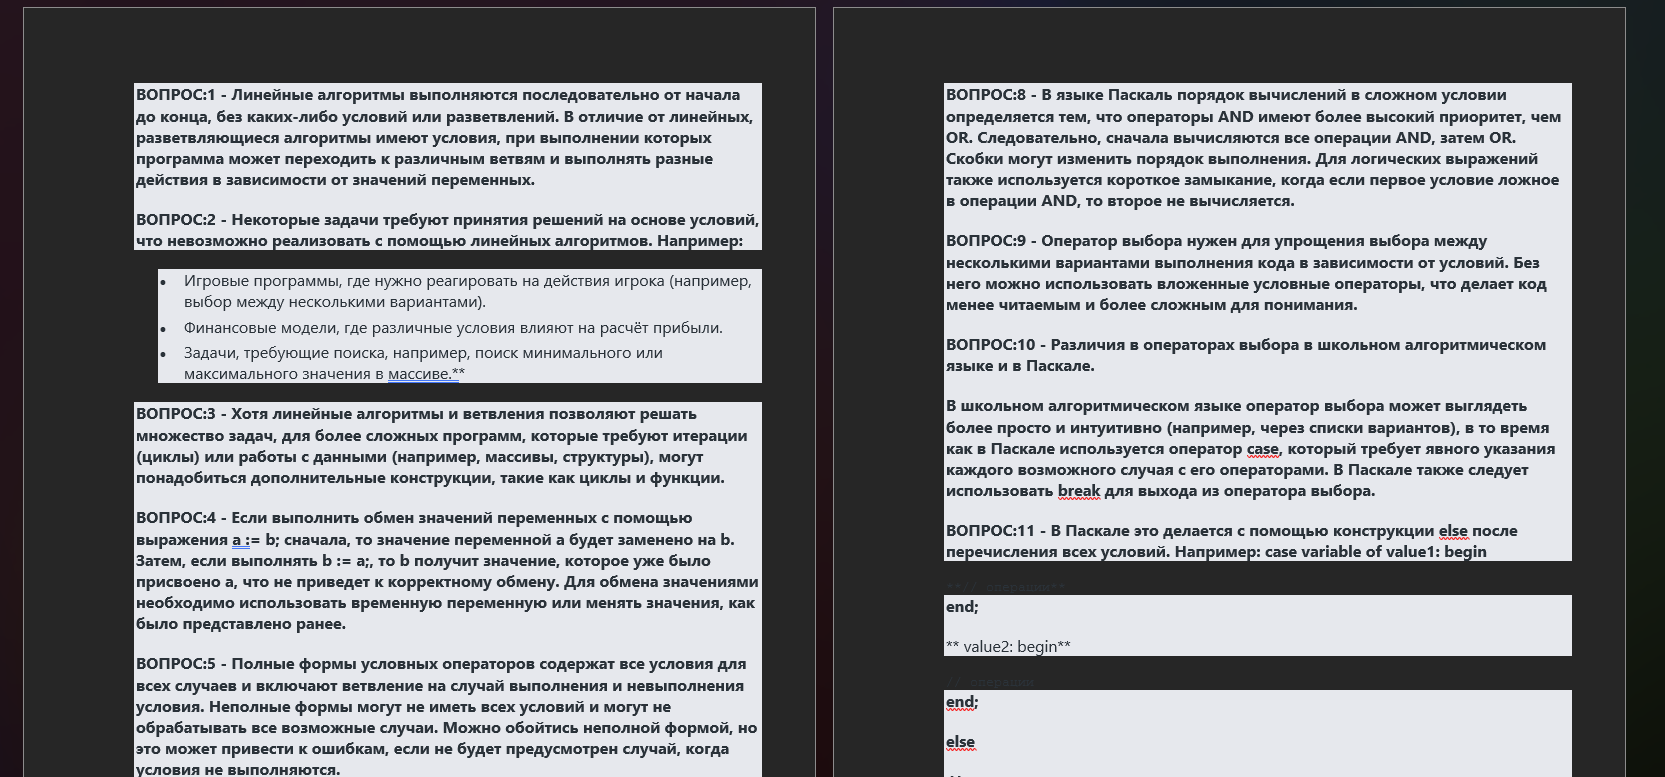 ВОПРОС:1 - Линейные алгоритмы выполняются последовательно от начала
до конца, без каких-либо условий или разветвлений. В отличие от линейных,
разветвляющиеся алгоритмы имеют условия, при выполнении которых
программа может переходить к различным ветвям и выполнять разные
действия в зависимости от значений переменных.
ВОПРОС:2 - Некоторые задачи требуют принятия решений на основе условий,
что невозможно реализовать с помощью линейных алгоритмов. Например:
• Игровые программы, где нужно реагировать на действия игрока (например,
выбор между несколькими вариантами).
• Финансовые модели, где различные условия влияют на расчёт прибыли.
• Задачи, требующие поиска, например, поиск минимального или
максимального значения в массиве.**
ВОПРОС:3 - Хотя линейные алгоритмы и ветвления позволяют решать
множество задач, для более сложных программ, которые требуют итерации
(циклы) или работы с данными (например, массивы, структуры), могут
понадобиться дополнительные конструкции, такие как циклы и функции.
ВОПРОС:4 - Если выполнить обмен значений переменных с помощью
выражения a := b; сначала, то значение переменной a будет заменено на b.
Затем, если выполнять b := a;, то b получит значение, которое уже было
присвоено a, что не приведет к корректному обмену. Для обмена значениями
необходимо использовать временную переменную или менять значения, как
было представлено ранее.
ВОПРОС:5 - Полные формы условных операторов содержат все условия для
всех случаев и включают ветвление на случай выполнения и невыполнения
условия. Неполные формы могут не иметь всех условий и могут не
обрабатывать все возможные случаи. Можно обойтись неполной формой, но
это может привести к ошибкам, если не будет предусмотрен случай, когда
условия не выполняются.
ВОПРОС:8 - В языке Паскаль порядок вычислений в сложном условии
определяется тем, что операторы AND имеют более высокий приоритет, чем
OR. Следовательно, сначала вычисляются все операции AND, затем OR.
Скобки могут изменить порядок выполнения. Для логических выражений
также используется короткое замыкание, когда если первое условие ложное
в операции AND, то второе не вычисляется.
ВОПРОС:9 - Оператор выбора нужен для упрощения выбора между
несколькими вариантами выполнения кода в зависимости от условий. Без
него можно использовать вложенные условные операторы, что делает код
менее читаемым и более сложным для понимания.
ВОПРОС:10 - Различия в операторах выбора в школьном алгоритмическом
языке и в Паскале.
В школьном алгоритмическом языке оператор выбора может выглядеть
более просто и интуитивно (например, через списки вариантов), в то время
как в Паскале используется оператор case, который требует явного указания
каждого возможного случая с его операторами. В Паскале также следует
использовать break для выхода из оператора выбора.
ВОПРОС:11 - В Паскале это делается с помощью конструкции else после
перечисления всех условий. Например: case variable of value1: begin
**// операции**
end;
** value2: begin**
// операции
end;
else